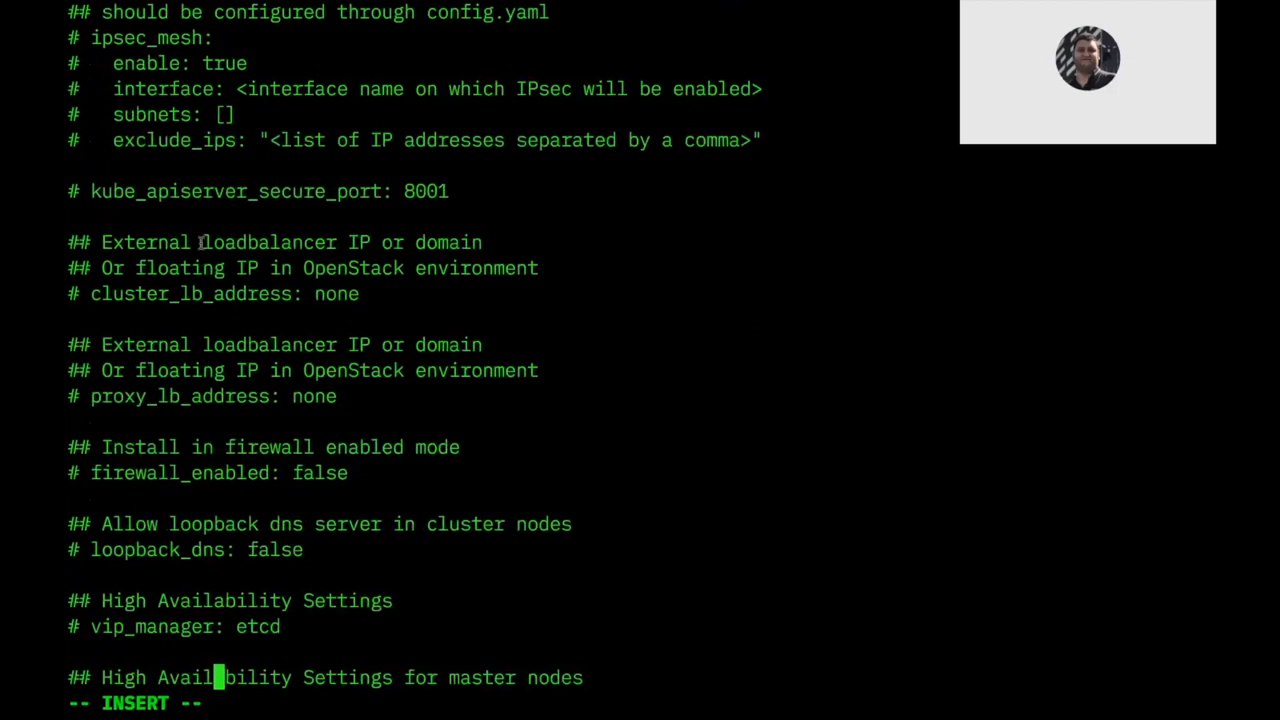 ## should be configured through config.yaml
# ipsec_mesh:
#   enable: true
#   interface: <interface name on which IPsec will be enabled>
#   subnets: []
#   exclude_ips: "<list of IP addresses separated by a comma>"
# kube_apiserver_secure_port: 8001
## External loadbalancer IP or domain
## Or floating IP in OpenStack environment
# cluster_lb_address: none
## External loadbalancer IP or domain
## Or floating IP in OpenStack environment
# proxy_lb_address: none
## Install in firewall enabled mode
# firewall_enabled: false
## Allow loopback dns server in cluster nodes
# loopback_dns: false
## High Availability Settings
# vip_manager: etcd
## High Availability Settings for master nodes
-- INSERT --